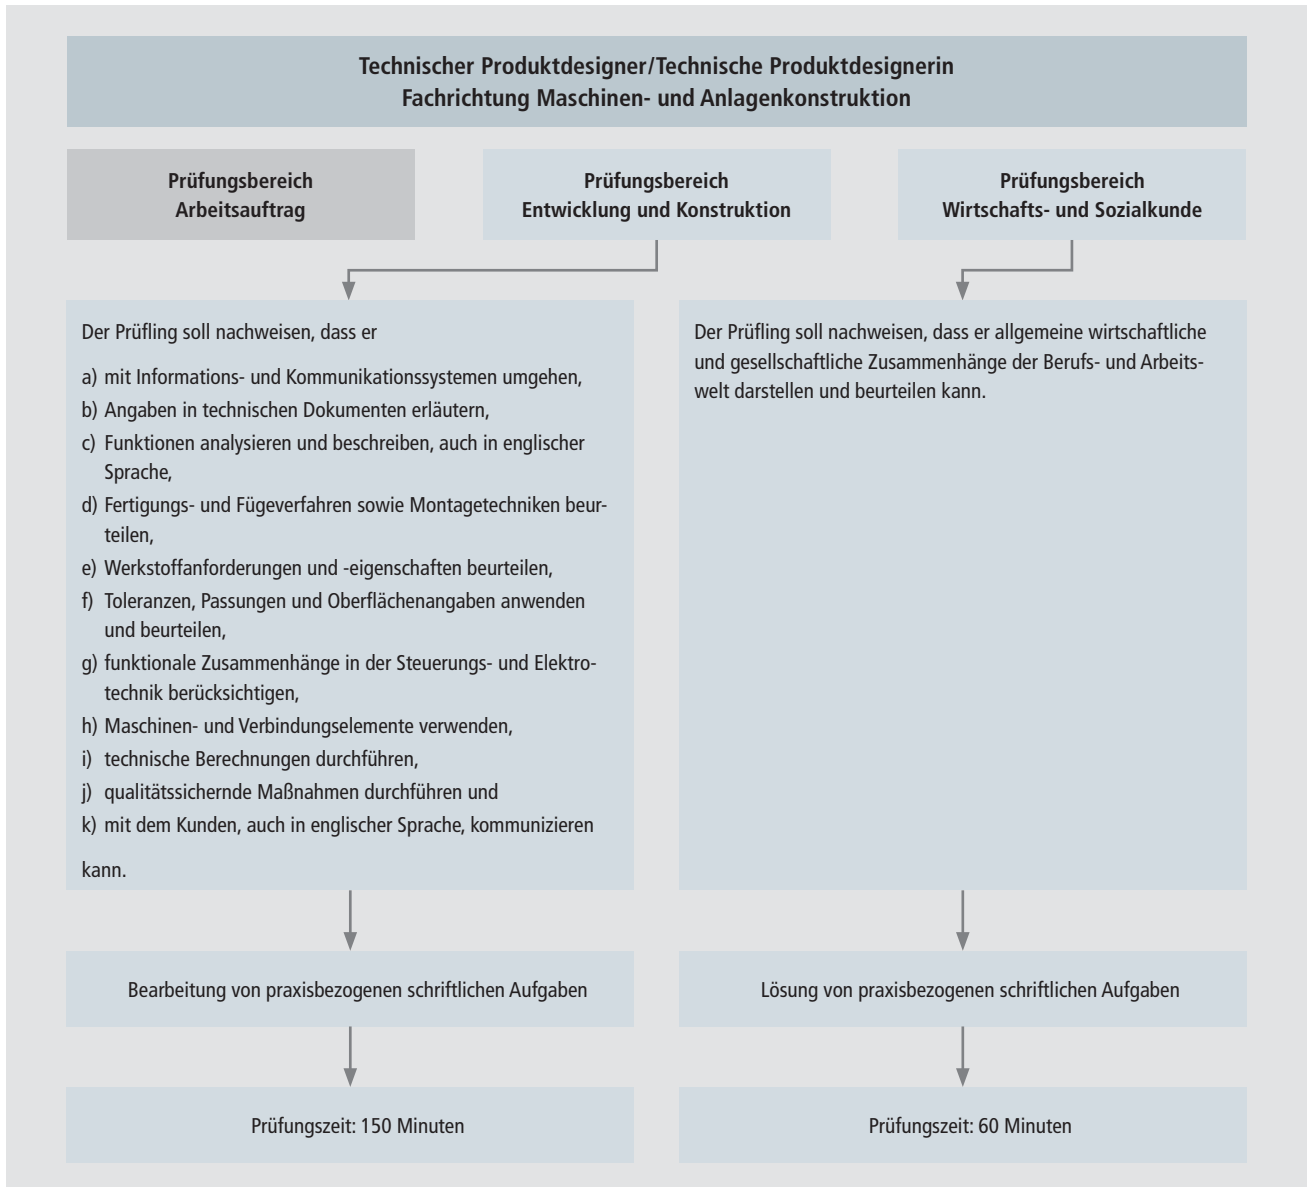 Technischer Produktdesigner/Technische Produktdesignerin
Fachrichtung Maschinen- und Anlagenkonstruktion
Prüfungsbereich
Arbeitsauftrag
Prüfungsbereich
Entwicklung und Konstruktion
Prüfungsbereich
Wirtschafts- und Sozialkunde
Der Prüfling soll nachweisen, dass er
a) mit Informations- und Kommunikationssystemen umgehen,
b) Angaben in technischen Dokumenten erläutern,
c) Funktionen analysieren und beschreiben, auch in englischer
Sprache,
d) Fertigungs- und Fügeverfahren sowie Montagetechniken beur-
teilen,
e) Werkstoffanforderungen und -eigenschaften beurteilen,
f) Toleranzen, Passungen und Oberflächenangaben anwenden
und beurteilen,
g) funktionale Zusammenhänge in der Steuerungs- und Elektro-
technik berücksichtigen,
h) Maschinen- und Verbindungselemente verwenden,
i) technische Berechnungen durchführen,
j) qualitätssichernde Maßnahmen durchführen und
k) mit dem Kunden, auch in englischer Sprache, kommunizieren
kann.
Der Prüfling soll nachweisen, dass er allgemeine wirtschaftliche
und gesellschaftliche Zusammenhänge der Berufs- und Arbeits-
welt darstellen und beurteilen kann.
Bearbeitung von praxisbezogenen schriftlichen Aufgaben
Lösung von praxisbezogenen schriftlichen Aufgaben
Prüfungszeit: 150 Minuten
Prüfungszeit: 60 Minuten